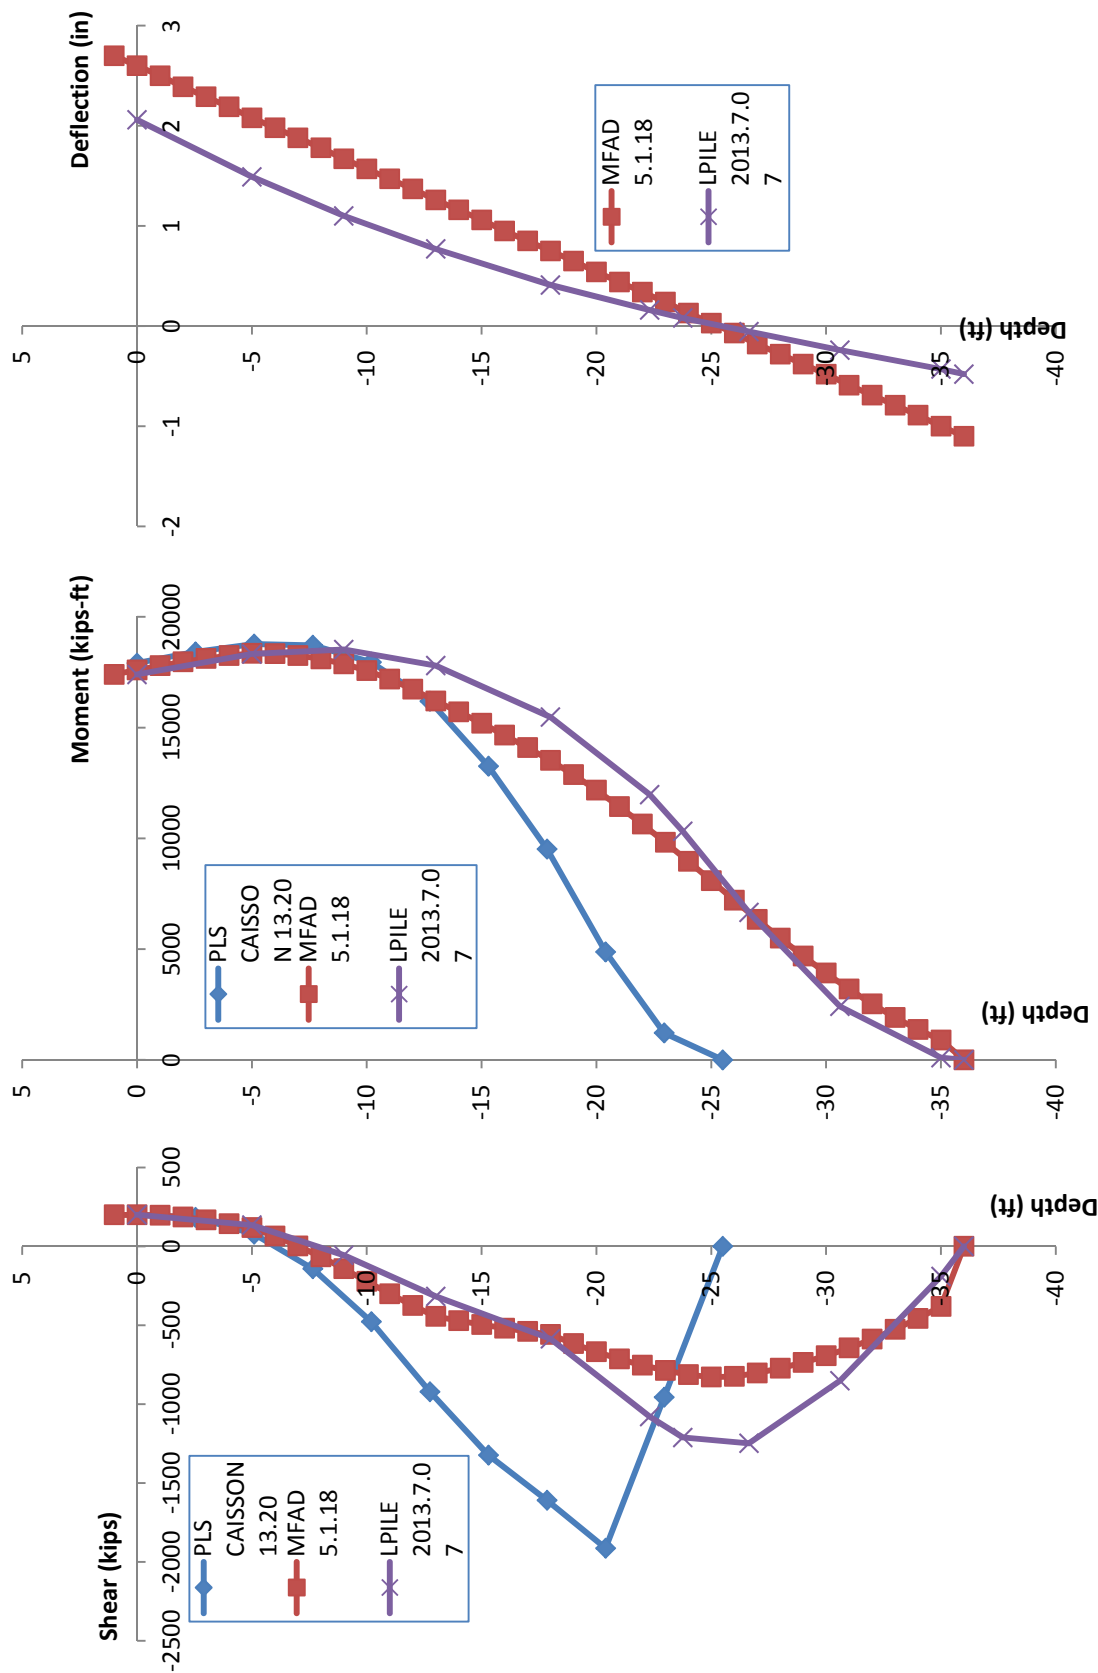 Shear (kips)
-2500 -2000 -1500 -1000 -500 0 500
5
0
-5
-10
-15
-20
-25
-30
-35
-40
Depth (ft)
PLS
CAISSON
13.20
MFAD
5.1.18
LPILE
2013.7.0
7
Moment (kips-ft)
0 5000 10000 15000 20000
5
0
-5
-10
-15
-20
-25
-30
-35
-40
Depth (ft)
PLS
CAISSO
N 13.20
MFAD
5.1.18
LPILE
2013.7.0
7
Deflection (in)
-2 -1 0 1 2 3
5
0
-5
-10
-15
-20
-25
-30
-35
-40
Depth (ft)
MFAD
5.1.18
LPILE
2013.7.0
7